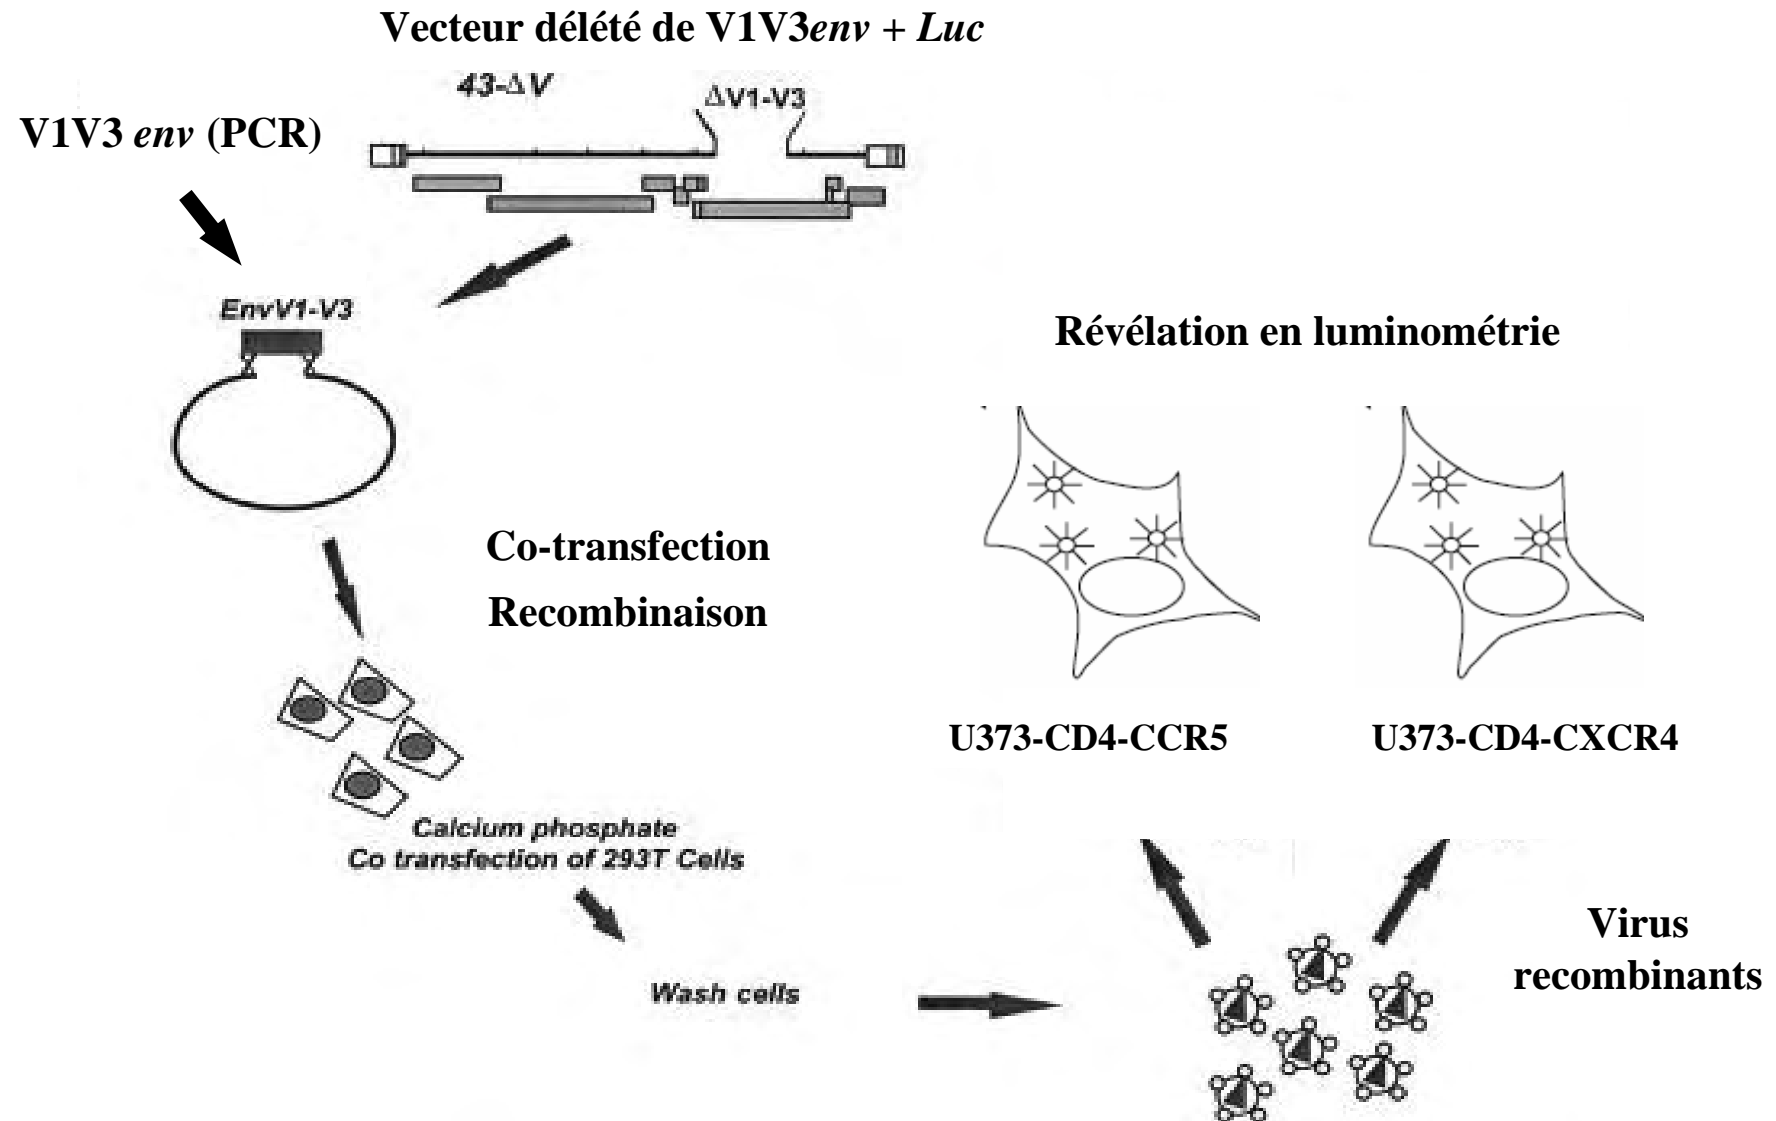 Vecteur délété de V1V3env + Luc
43-ΔV
ΔV1-V3
V1V3 env (PCR)
EnvV1-V3
Révélation en luminométrie
Co-transfection
Recombinaison
U373-CD4-CCR5
U373-CD4-CXCR4
Calcium phosphate
Co transfection of 293T Cells
Wash cells
Virus
recombinants